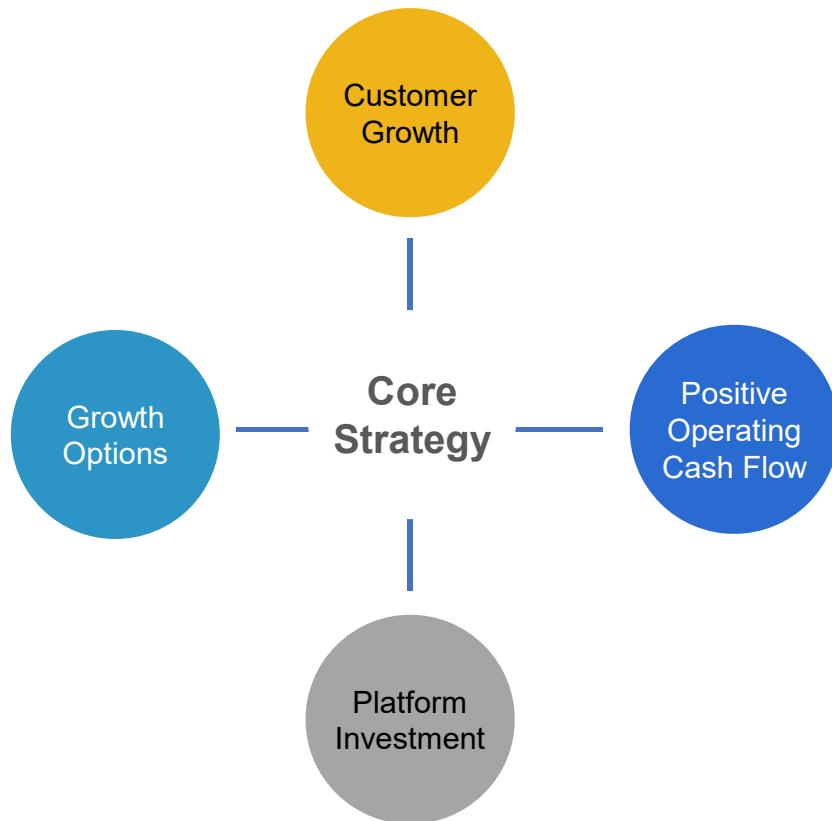 Customer
Growth
Growth
Options
Core
Strategy
Positive
Operating
Cash Flow
Platform
Investment